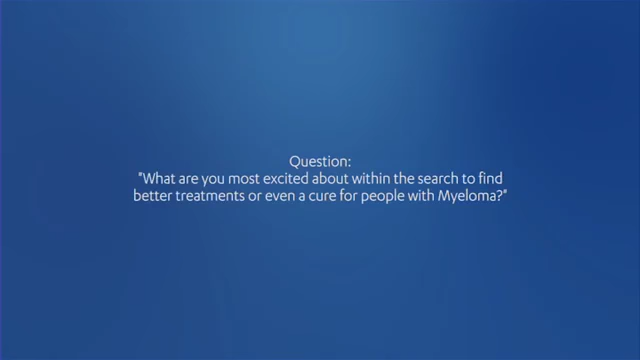 Question:
"What are you most excited about within the search to find
better treatments or even a cure for people with Myeloma?"